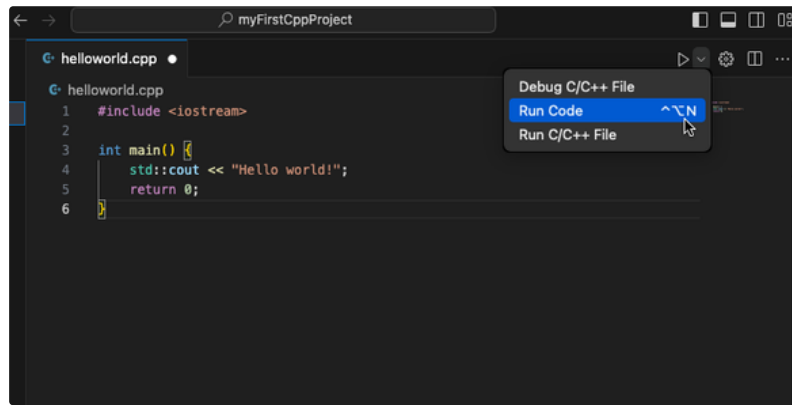 myFirstCppProject
helloworld.cpp
helloworld.cpp
Debug C/C++ File
Run Code ^⌥N
Run C/C++ File
1 #include <iostream>
2
3 int main() {
4 std::cout << "Hello world!";
5 return 0;
6 }